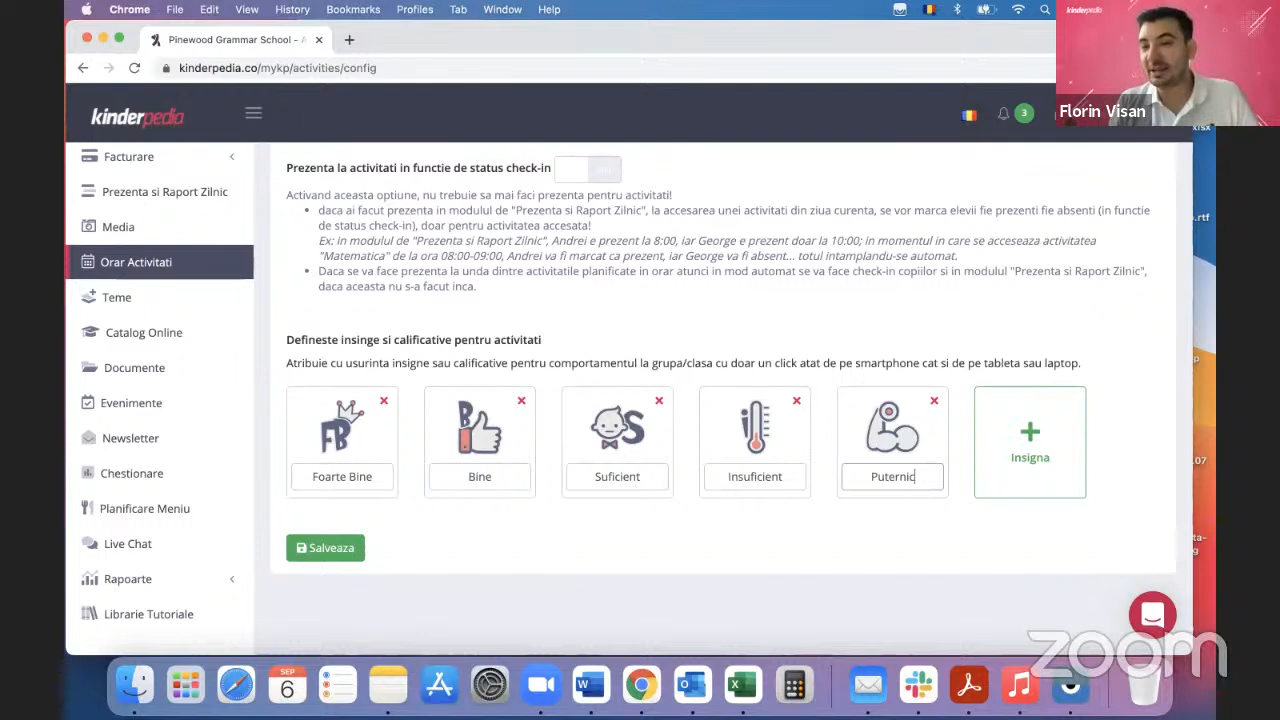 Chrome File Edit View History Bookmarks Profiles Tab Window Help
Pinewood Grammar School - A
kinderpedia.co/mykp/activities/config
kinderpedia
Florin Visan
kinderpedia
3
Facturare
Prezenta si Raport Zilnic
Media
Orar Activitati
Teme
Catalog Online
Documente
Evenimente
Newsletter
Chestionare
Planificare Meniu
Live Chat
Rapoarte
Librarie Tutoriale
Prezenta la activitati in functie de status check-in
Activand aceasta optiune, nu trebuie sa mai faci prezenta pentru activitati!
• daca ai facut prezenta in modulul de "Prezenta si Raport Zilnic", la accesarea unei activitati din ziua curenta, se vor marca elevii fie prezenti fie absenti (in functie
de status check-in), doar pentru activitatea accesata!
Ex: in modulul de "Prezenta si Raport Zilnic", Andrei e prezent la 8:00, iar George e prezent doar la 10:00; in momentul in care se acceseaza activitatea
"Matematica" de la ora 08:00-09:00, Andrei va fi marcat ca prezent, iar George va fi absent... totul intamplandu-se automat.
• Daca se va face prezenta la unda dintre activitatile planificate in orar atunci in mod automat se va face check-in copiilor si in modulul "Prezenta si Raport Zilnic",
daca aceasta nu s-a facut inca.
Defineste insinge si calificative pentru activitati
Atribuie cu usurinta insigne sau calificative pentru comportamentul la grupa/clasa cu doar un click atat de pe smartphone cat si de pe tableta sau laptop.
FB B S
Foarte Bine Bine Suficient Insuficient Puternic Insigna
Salveaza
xlsx
.rtf
.07
ta-
zoom
SEP
6
W O X